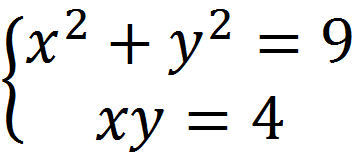 x² + y² = 9
xy = 4